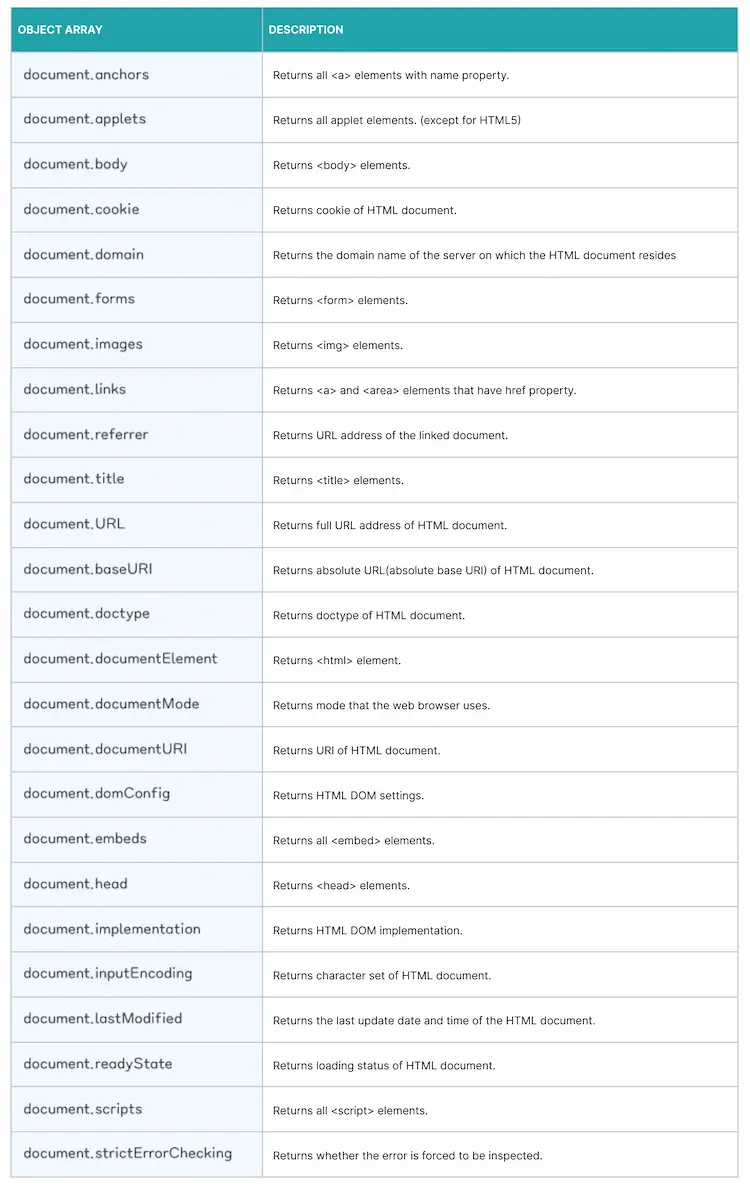 OBJECT ARRAY DESCRIPTION
document.anchors Returns all <a> elements with name property.
document.applets Returns all applet elements. (except for HTML5)
document.body Returns <body> elements.
document.cookie Returns cookie of HTML document.
document.domain Returns the domain name of the server on which the HTML document resides
document.forms Returns <form> elements.
document.images Returns <img> elements.
document.links Returns <a> and <area> elements that have href property.
document.referrer Returns URL address of the linked document.
document.title Returns <title> elements.
document.URL Returns full URL address of HTML document.
document.baseURI Returns absolute URL(absolute base URI) of HTML document.
document.doctype Returns doctype of HTML document.
document.documentElement Returns <html> element.
document.documentMode Returns mode that the web browser uses.
document.documentURI Returns URI of HTML document.
document.domConfig Returns HTML DOM settings.
document.embeds Returns all <embed> elements.
document.head Returns <head> elements.
document.implementation Returns HTML DOM implementation.
document.inputEncoding Returns character set of HTML document.
document.lastModified Returns the last update date and time of the HTML document.
document.readyState Returns loading status of HTML document.
document.scripts Returns all <script> elements.
document.strictErrorChecking Returns whether the error is forced to be inspected.